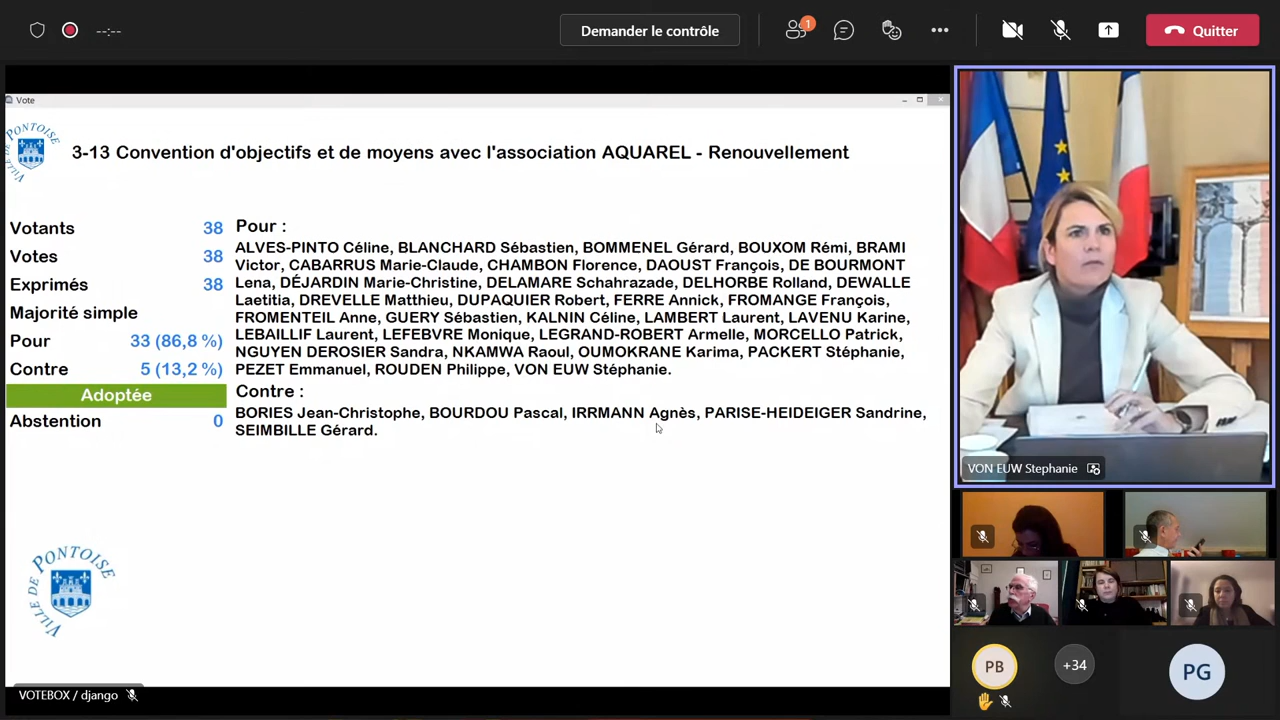 --:--
Demander le contrôle
1
Quitter
Vote
VILLE DE PONTOISE
3-13 Convention d'objectifs et de moyens avec l'association AQUAREL - Renouvellement
Votants 38
Votes 38
Exprimés 38
Majorité simple
Pour 33 (86,8 %)
Contre 5 (13,2 %)
Adoptée
Abstention 0
Pour :
ALVES-PINTO Céline, BLANCHARD Sébastien, BOMMENEL Gérard, BOUXOM Rémi, BRAMI
Victor, CABARRUS Marie-Claude, CHAMBON Florence, DAOUST François, DE BOURMONT
Lena, DÉJARDIN Marie-Christine, DELAMARE Schahrazade, DELHORBE Rolland, DEWALLE
Laetitia, DREVELLE Matthieu, DUPAQUIER Robert, FERRE Annick, FROMANGE François,
FROMENTEIL Anne, GUERY Sébastien, KALNIN Céline, LAMBERT Laurent, LAVENU Karine,
LEBAILLIF Laurent, LEFEBVRE Monique, LEGRAND-ROBERT Armelle, MORCELLO Patrick,
NGUYEN DEROSIER Sandra, NKAMWA Raoul, OUMOKRANE Karima, PACKERT Stéphanie,
PEZET Emmanuel, ROUDEN Philippe, VON EUW Stéphanie.
Contre :
BORIES Jean-Christophe, BOURDOU Pascal, IRRMANN Agnès, PARISE-HEIDEIGER Sandrine,
SEIMBILLE Gérard.
VILLE DE PONTOISE
VOTEBOX / django
VON EUW Stephanie
PB
+34
PG